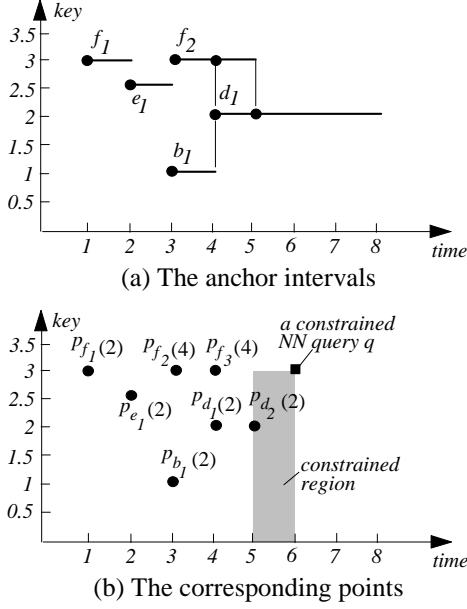 key
3.5
3
2.5
2
1.5
1
0.5
f1
f2
e1
d1
b1
1 2 3 4 5 6 7 8
time
(a) The anchor intervals
key
3.5
3
2.5
2
1.5
1
0.5
a constrained
NN query q
pf1(2)
pf2(4)
pf3(4)
pe1(2)
pd1(2)
pd2(2)
pb1(2)
constrained
region
1 2 3 4 5 6 7 8
time
(b) The corresponding points